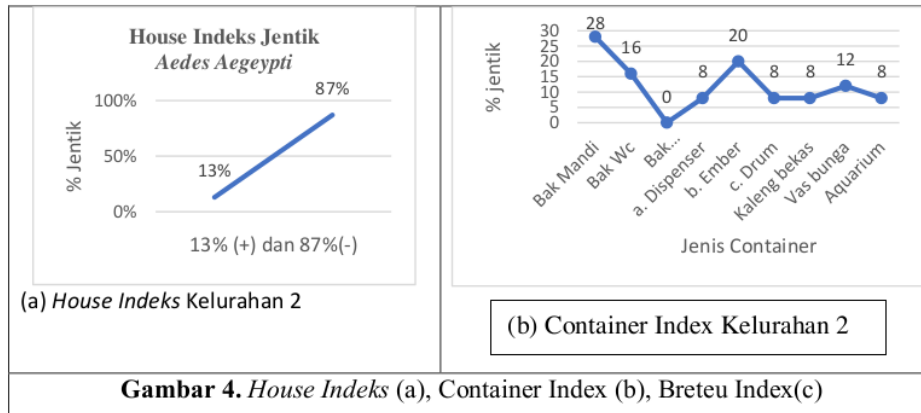 House Indeks Jentik
Aedes Aegeypti
100%
50%
0%
% Jentik
13%
87%
13% (+) dan 87%(-)
(a) House Indeks Kelurahan 2
30
25
20
15
10
5
0
% jentik
28
16
0
8
20
8
8
12
8
Bak Mandi
Bak Wc
Bak...
a. Dispenser
b. Ember
c. Drum
Kaleng bekas
Vas bunga
Aquarium
Jenis Container
(b) Container Index Kelurahan 2
Gambar 4. House Indeks (a), Container Index (b), Breteu Index(c)